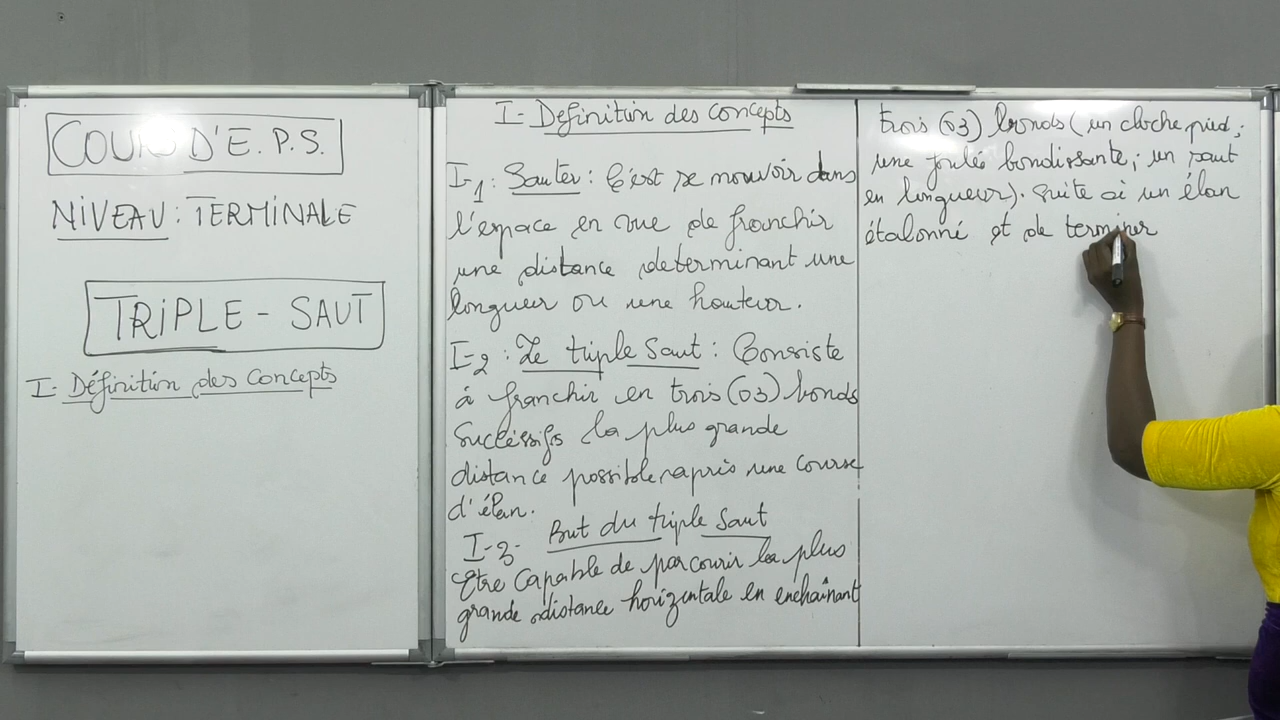 COURS D'E.P.S.
NIVEAU : TERMINALE
TRIPLE - SAUT
I- Définition des Concepts
I- Definition des concepts
I-1 : Sauter : C'est se mouvoir dans
l'espace en vue de franchir
une distance determinant une
longueur ou une hauteur.
I-2 : Le triple Saut : Consiste
à franchir en trois (03) bonds
Successifs la plus grande
distance possible après une course
d'élan.
I-3- But du triple Saut
Etre Capable de parcourir la plus
grande distance horizontale en enchaînant
trois (03) bonds (un cloche pied ;
une foulée bondissante ; un saut
en longueur). suite à un élan
étalonné et de terminer